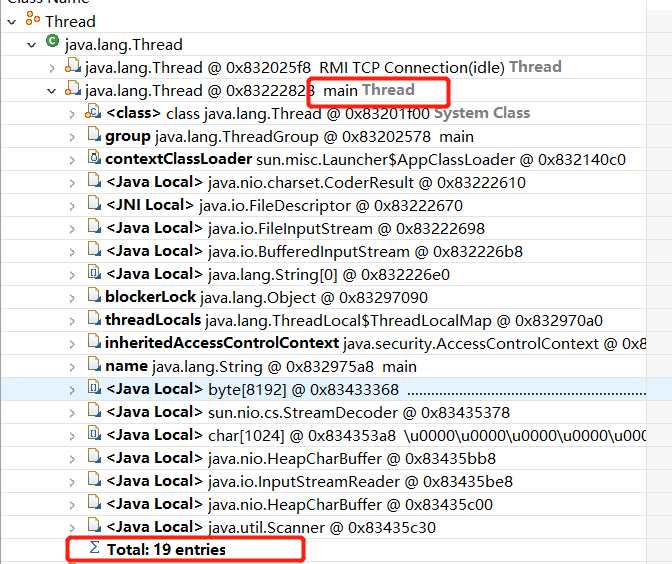 Class Name
Thread
java.lang.Thread
java.lang.Thread @ 0x832025f8 RMI TCP Connection(idle) Thread
java.lang.Thread @ 0x83222828 main Thread
<class> class java.lang.Thread @ 0x83201f00 System Class
group java.lang.ThreadGroup @ 0x83202578 main
contextClassLoader sun.misc.Launcher$AppClassLoader @ 0x832140c0
<Java Local> java.nio.charset.CoderResult @ 0x83222610
<JNI Local> java.io.FileDescriptor @ 0x83222670
<Java Local> java.io.FileInputStream @ 0x83222698
<Java Local> java.io.BufferedInputStream @ 0x832226b8
<Java Local> java.lang.String[0] @ 0x832226e0
blockerLock java.lang.Object @ 0x83297090
threadLocals java.lang.ThreadLocal$ThreadLocalMap @ 0x832970a0
inheritedAccessControlContext java.security.AccessControlContext @ 0x8
name java.lang.String @ 0x832975a8 main
<Java Local> byte[8192] @ 0x83433368 ..........................................
<Java Local> sun.nio.cs.StreamDecoder @ 0x83435378
<Java Local> char[1024] @ 0x834353a8 \u0000\u0000\u0000\u0000\u000
<Java Local> java.nio.HeapCharBuffer @ 0x83435bb8
<Java Local> java.io.InputStreamReader @ 0x83435be8
<Java Local> java.nio.HeapCharBuffer @ 0x83435c00
<Java Local> java.util.Scanner @ 0x83435c30
Σ Total: 19 entries